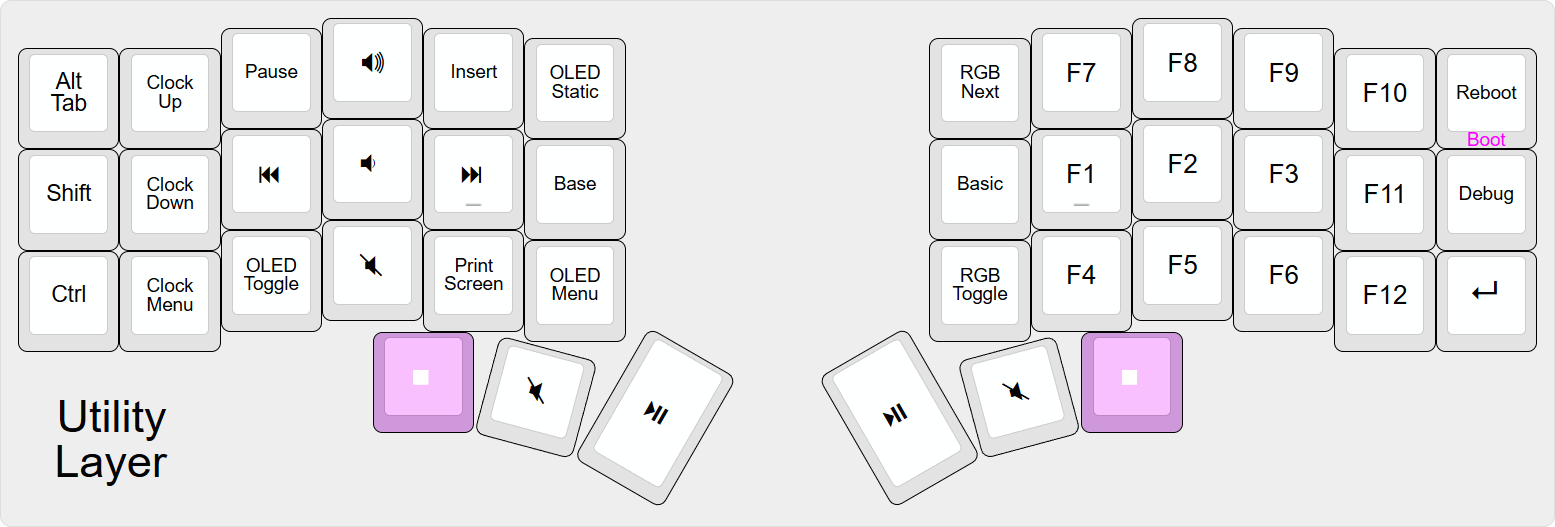 Alt
Tab
Clock
Up
Pause
Insert
OLED
Static
RGB
Next
F7
F8
F9
F10
Reboot
Boot
Shift
Clock
Down
Base
Basic
F1
F2
F3
F11
Debug
Ctrl
Clock
Menu
OLED
Toggle
Print
Screen
OLED
Menu
RGB
Toggle
F4
F5
F6
F12
Utility
Layer